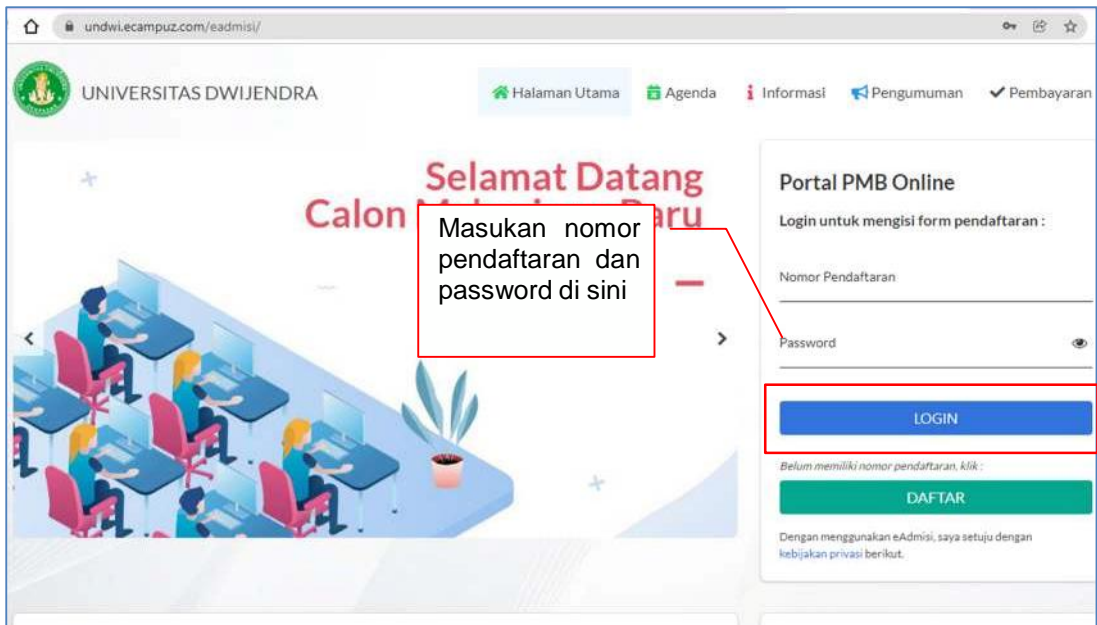 undwi.ecampuz.com/eadmisi/
UNIVERSITAS DWIJENDRA
Halaman Utama
Agenda
Informasi
Pengumuman
Pembayaran
Selamat Datang
Calon
aru
Masukan nomor
pendaftaran dan
password di sini
Portal PMB Online
Login untuk mengisi form pendaftaran :
Nomor Pendaftaran
Password
LOGIN
Belum memiliki nomor pendaftaran, klik :
DAFTAR
Dengan menggunakan eAdmisi, saya setuju dengan
kebijakan privasi berikut.